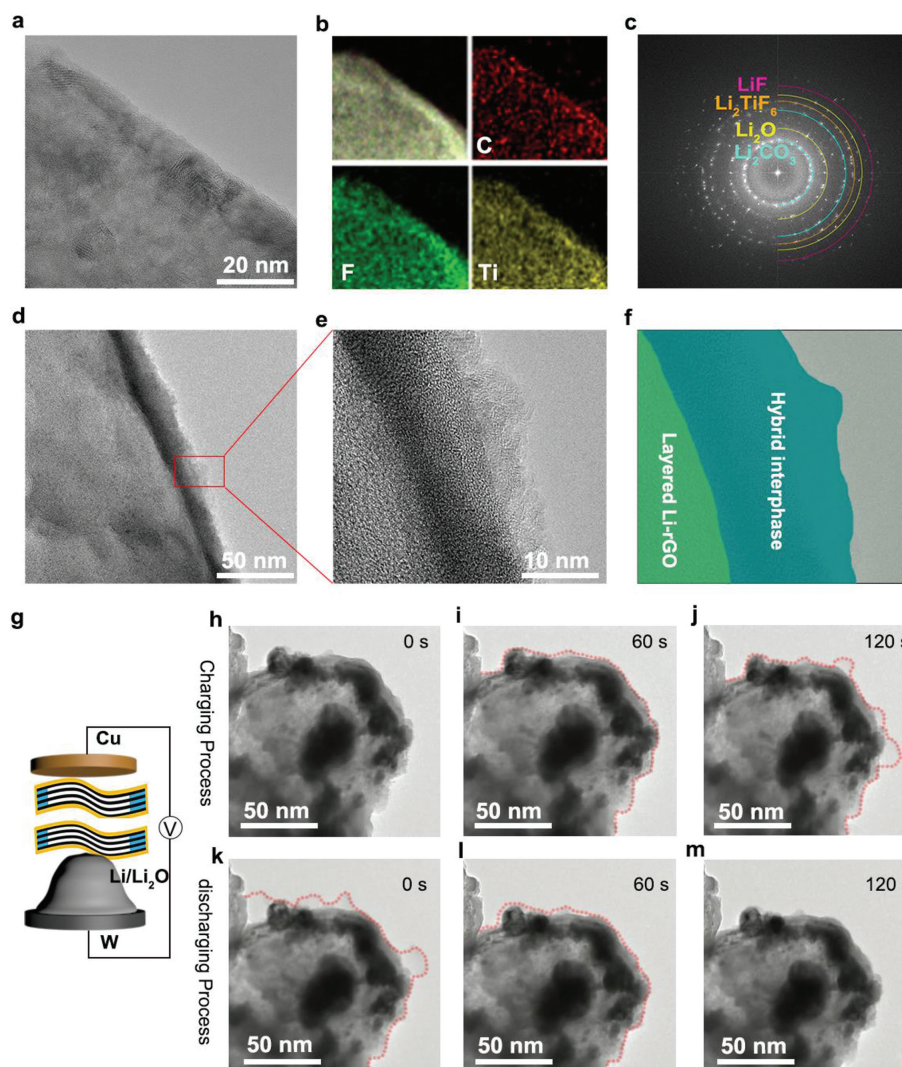 a
20 nm
b
C
F
Ti
c
LiF
Li₂TiF₆
Li₂O
Li₂CO₃
d
50 nm
e
10 nm
f
Layered Li-rGO
Hybrid interphase
g
Cu
V
Li/Li₂O
W
Charging Process
h
0 s
50 nm
i
60 s
50 nm
j
120 s
50 nm
discharging Process
k
0 s
50 nm
l
60 s
50 nm
m
120
50 nm